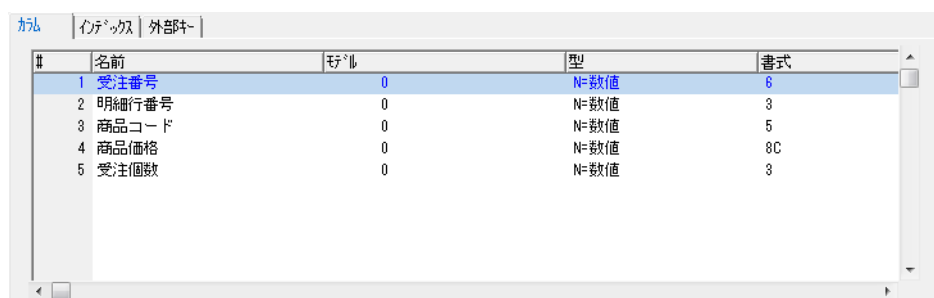 ｶﾗﾑ ｲﾝﾃﾞｯｸｽ 外部ｷｰ
# 名前 ﾓﾃﾞﾙ 型 書式
1 受注番号 0 N=数値 6
2 明細行番号 0 N=数値 3
3 商品コード 0 N=数値 5
4 商品価格 0 N=数値 8C
5 受注個数 0 N=数値 3